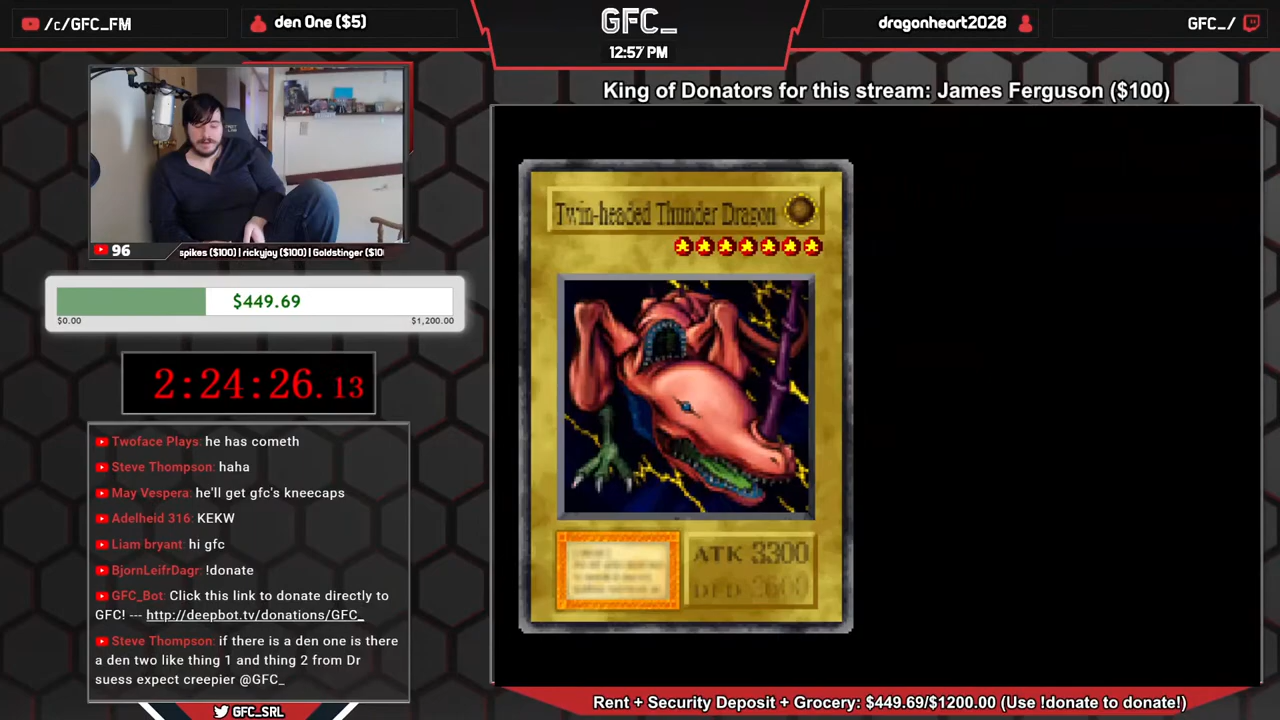 /c/GFC_FM
den One ($5)
GFC_
12:57 PM
dragonheart2028
GFC_/
King of Donators for this stream: James Ferguson ($100)
96
spikes ($100) | rickyjay ($100) | Goldstinger ($10
$449.69
$0.00
$1,200.00
2:24:26.13
Twoface Plays: he has cometh
Steve Thompson: haha
May Vespera: he'll get gfc's kneecaps
Adelheid 316: KEKW
Liam bryant: hi gfc
BjornLeifrDagr: !donate
GFC_Bot: Click this link to donate directly to
GFC! --- http://deepbot.tv/donations/GFC_
Steve Thompson: if there is a den one is there
a den two like thing 1 and thing 2 from Dr
suess expect creepier @GFC_
GFC_SRL
Twin-headed Thunder Dragon
ATK 3300
DFD 2600
Rent + Security Deposit + Grocery: $449.69/$1200.00 (Use !donate to donate!)